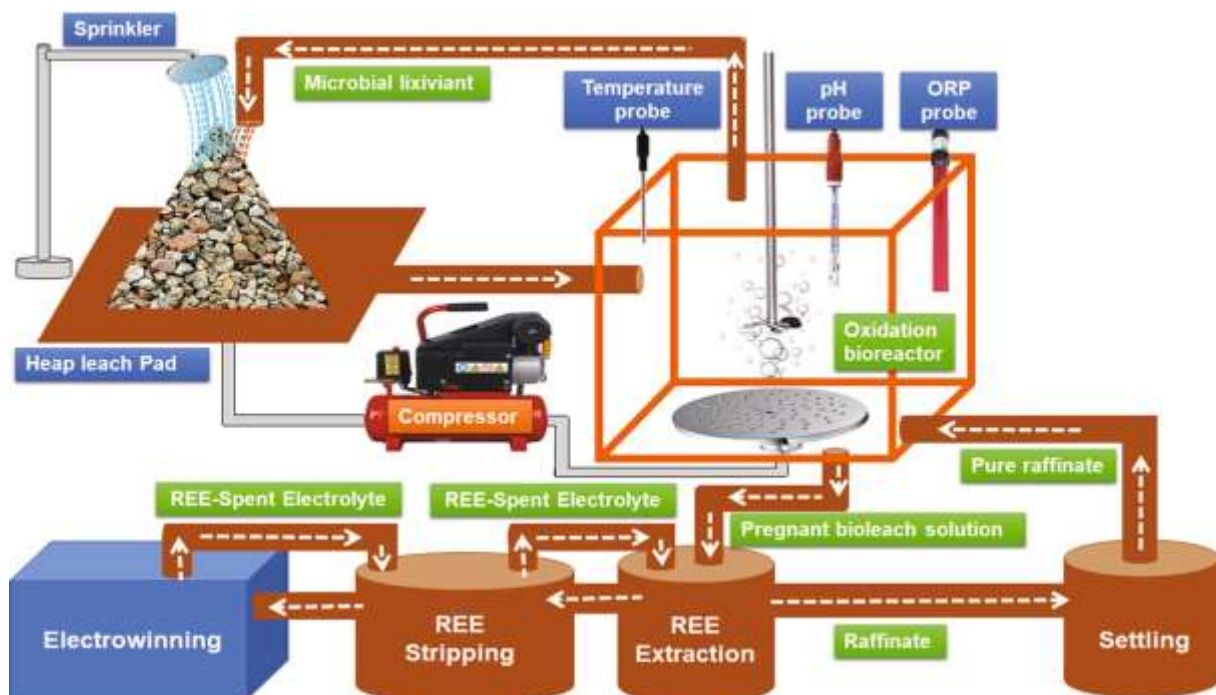 Sprinkler
Microbial lixiviant
Temperature
probe
pH
probe
ORP
probe
Heap leach Pad
Compressor
Oxidation
bioreactor
Pure raffinate
REE-Spent Electrolyte
REE-Spent Electrolyte
Pregnant bioleach solution
Electrowinning
REE
Stripping
REE
Extraction
Raffinate
Settling